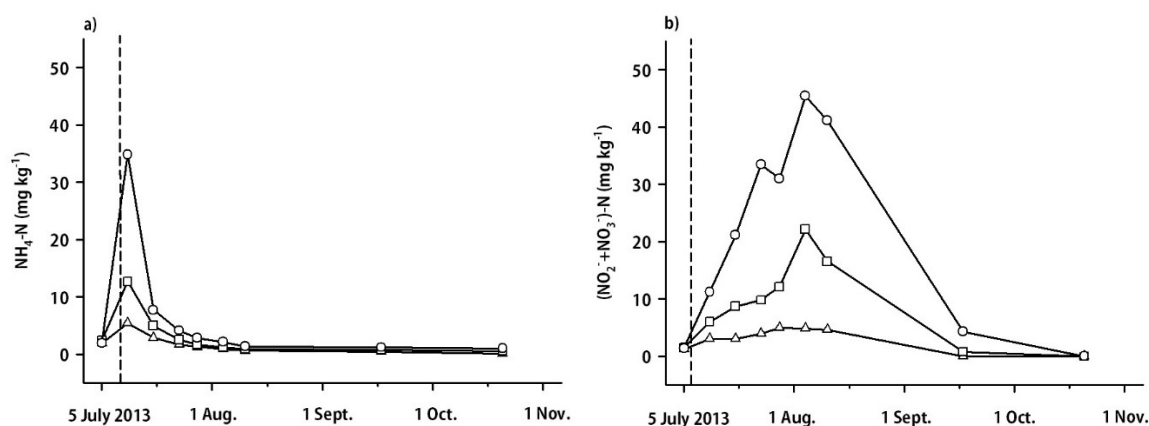 a)
NH₄-N (mg kg⁻¹)
50
40
30
20
10
0
5 July 2013 1 Aug. 1 Sept. 1 Oct. 1 Nov.
b)
(NO₂⁻+NO₃⁻)-N (mg kg⁻¹)
50
40
30
20
10
0
5 July 2013 1 Aug. 1 Sept. 1 Oct. 1 Nov.